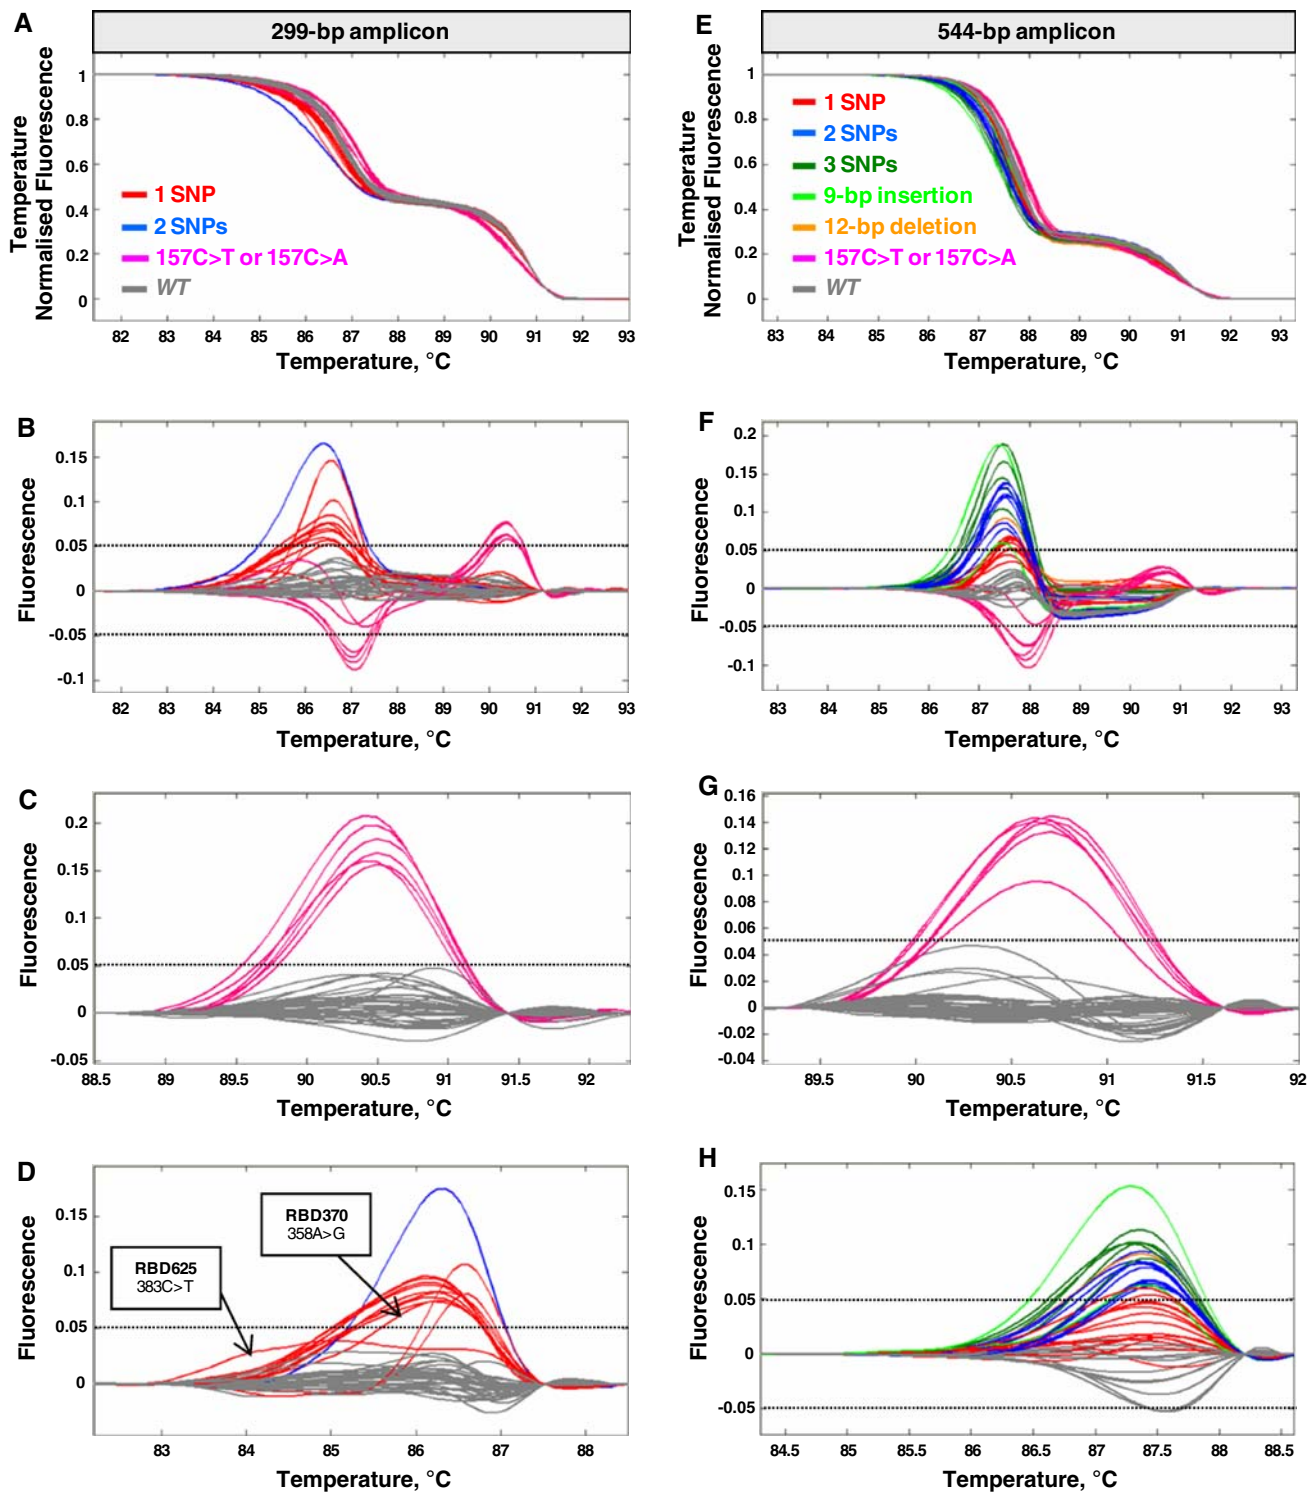 A
299-bp amplicon
Temperature
Normalised Fluorescence
1
0.8
0.6
0.4
0.2
0
1 SNP
2 SNPs
157C>T or 157C>A
WT
82 83 84 85 86 87 88 89 90 91 92 93
Temperature, °C
E
544-bp amplicon
Temperature
Normalised Fluorescence
1
0.8
0.6
0.4
0.2
0
1 SNP
2 SNPs
3 SNPs
9-bp insertion
12-bp deletion
157C>T or 157C>A
WT
83 84 85 86 87 88 89 90 91 92 93
Temperature, °C
B
Fluorescence
0.15
0.1
0.05
0
-0.05
-0.1
82 83 84 85 86 87 88 89 90 91 92 93
Temperature, °C
F
Fluorescence
0.2
0.15
0.1
0.05
0
-0.05
-0.1
83 84 85 86 87 88 89 90 91 92 93
Temperature, °C
C
Fluorescence
0.2
0.15
0.1
0.05
0
-0.05
88.5 89 89.5 90 90.5 91 91.5 92
Temperature, °C
G
Fluorescence
0.16
0.14
0.12
0.1
0.08
0.06
0.04
0.02
0
-0.02
-0.04
89.5 90 90.5 91 91.5 92
Temperature, °C
D
Fluorescence
0.15
0.1
0.05
0
RBD370
358A>G
RBD625
383C>T
83 84 85 86 87 88
Temperature, °C
H
Fluorescence
0.15
0.1
0.05
0
-0.05
84.5 85 85.5 86 86.5 87 87.5 88 88.5
Temperature, °C